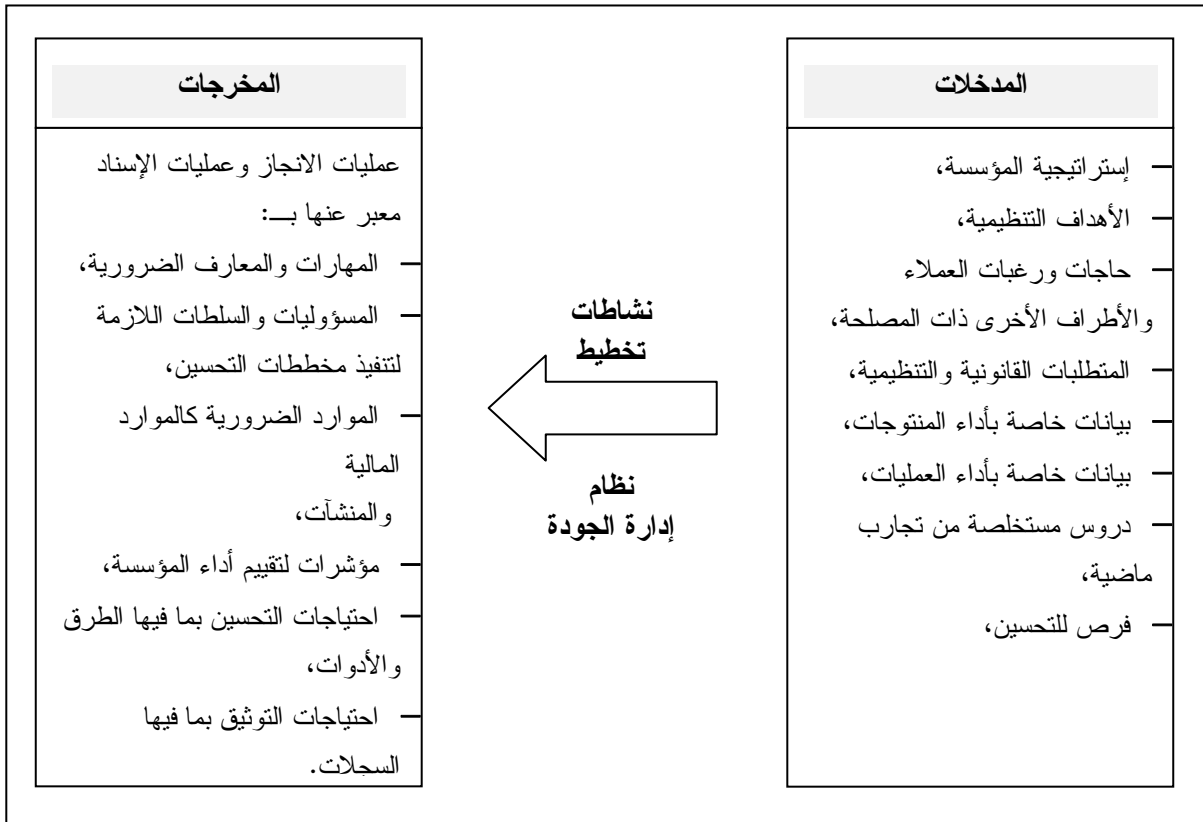 المدخلات
– إستراتيجية المؤسسة،
– الأهداف التنظيمية،
– حاجات ورغبات العملاء
والأطراف الأخرى ذات المصلحة،
– المتطلبات القانونية والتنظيمية،
– بيانات خاصة بأداء المنتوجات،
– بيانات خاصة بأداء العمليات،
– دروس مستخلصة من تجارب
ماضية،
– فرص للتحسين،
نشاطات
تخطيط
نظام
إدارة الجودة
المخرجات
عمليات الانجاز وعمليات الإسناد
معبر عنها بـــ:
– المهارات والمعارف الضرورية،
– المسؤوليات والسلطات اللازمة
لتنفيذ مخططات التحسين،
– الموارد الضرورية كالموارد
المالية
والمنشآت،
– مؤشرات لتقييم أداء المؤسسة،
– احتياجات التحسين بما فيها الطرق
والأدوات،
– احتياجات التوثيق بما فيها
السجلات.